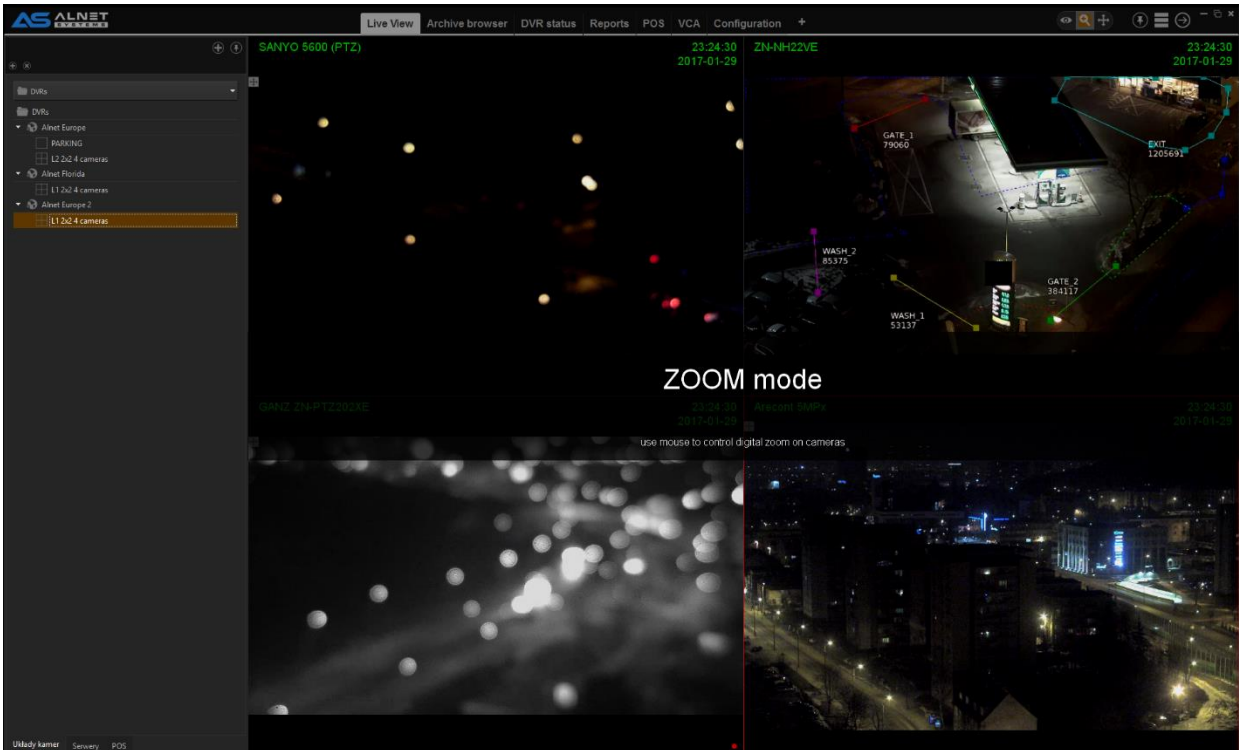 AS ALNET
SYSTEMS
Live View Archive browser DVR status Reports POS VCA Configuration +
DVRs
DVRs
Alnet Europe
PARKING
L2 2x2 4 cameras
Alnet Florida
L1 2x2 4 cameras
Alnet Europe 2
L1 2x2 4 cameras
Układy kamer Serwery POS
SANYO 5600 (PTZ)
23:24:30
2017-01-29
ZN-NH22VE
23:24:30
2017-01-29
GATE_1
79060
EXIT
1205691
WASH_2
85375
GATE_2
384117
WASH_1
53137
ZOOM mode
GANZ ZN-PTZ202XE
23:24:30
2017-01-29
Arecont 5MPx
23:24:30
2017-01-29
use mouse to control digital zoom on cameras